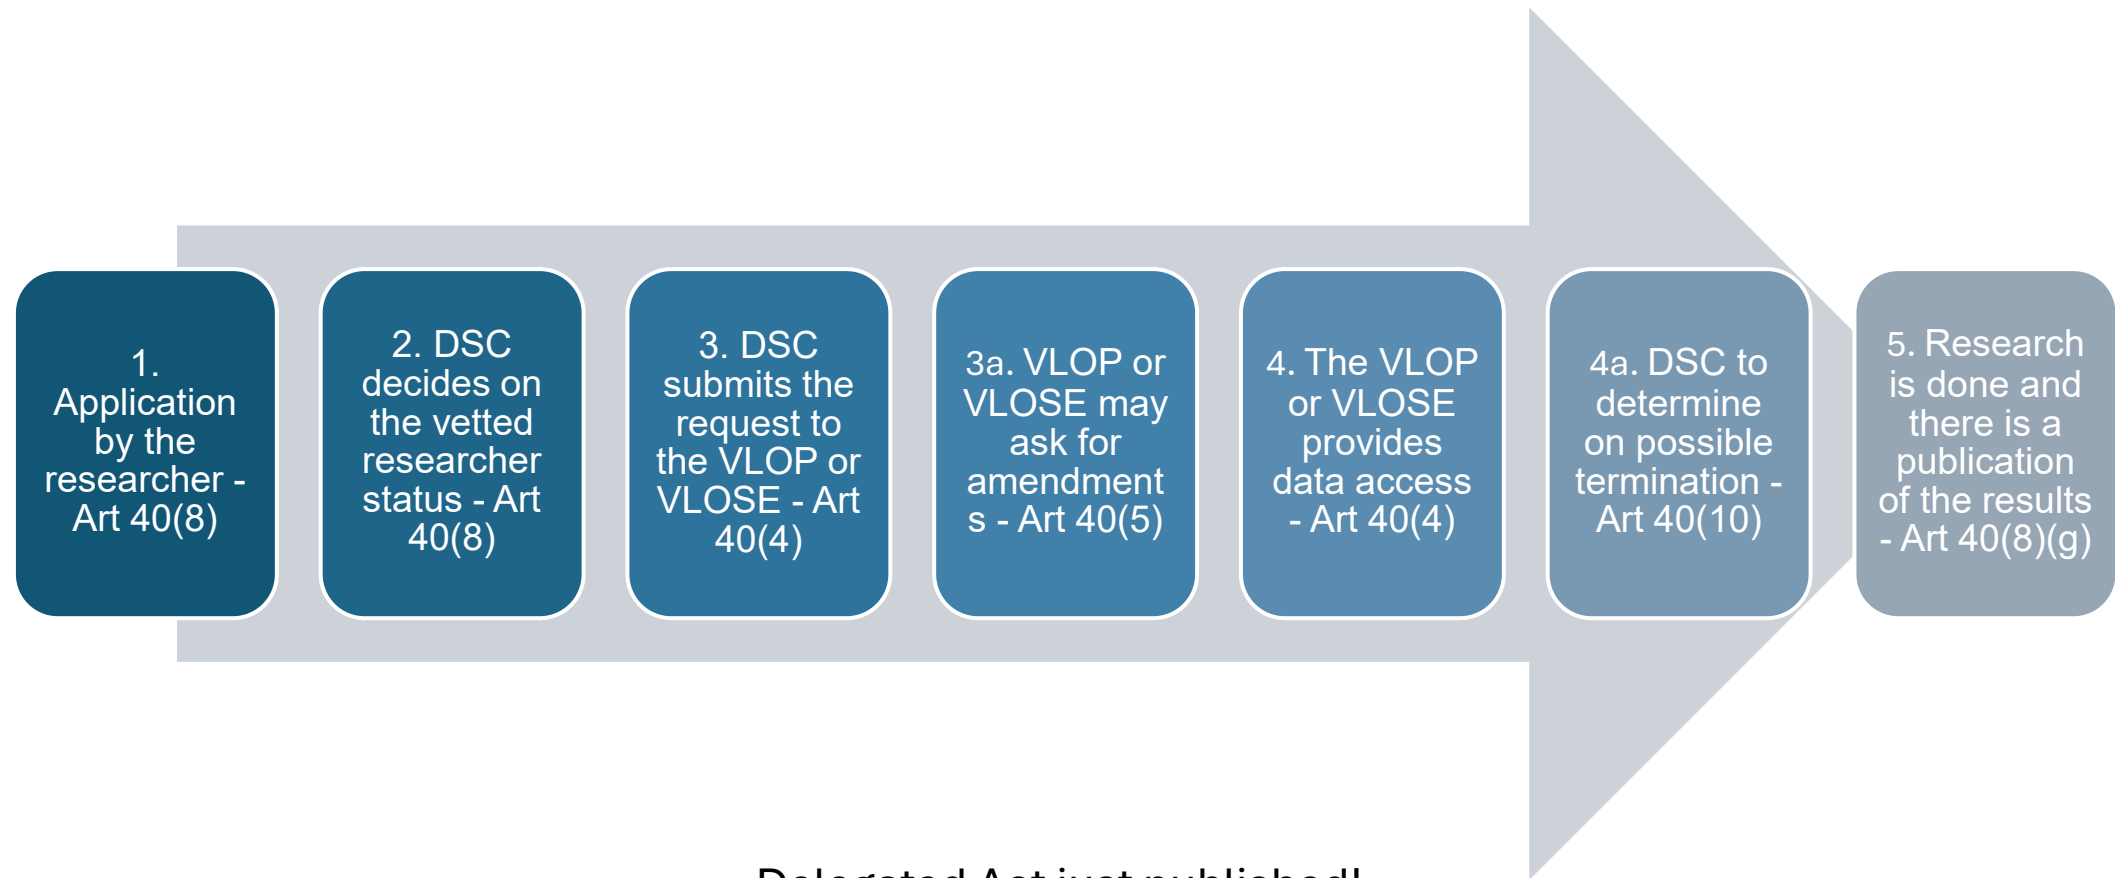 1.
Application
by the
researcher -
Art 40(8)
2. DSC
decides on
the vetted
researcher
status - Art
40(8)
3. DSC
submits the
request to
the VLOP or
VLOSE - Art
40(4)
3a. VLOP or
VLOSE may
ask for
amendment
s - Art 40(5)
4. The VLOP
or VLOSE
provides
data access
- Art 40(4)
4a. DSC to
determine
on possible
termination -
Art 40(10)
5. Research
is done and
there is a
publication
of the results
- Art 40(8)(g)
Delegated Act just published!